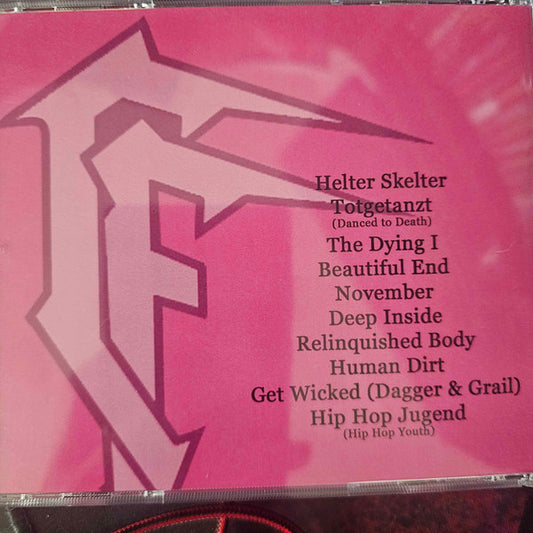 Helter Skelter
Totgetanzt
(Danced to Death)
The Dying I
Beautiful End
November
Deep Inside
Relinquished Body
Human Dirt
Get Wicked (Dagger & Grail)
Hip Hop Jugend
(Hip Hop Youth)